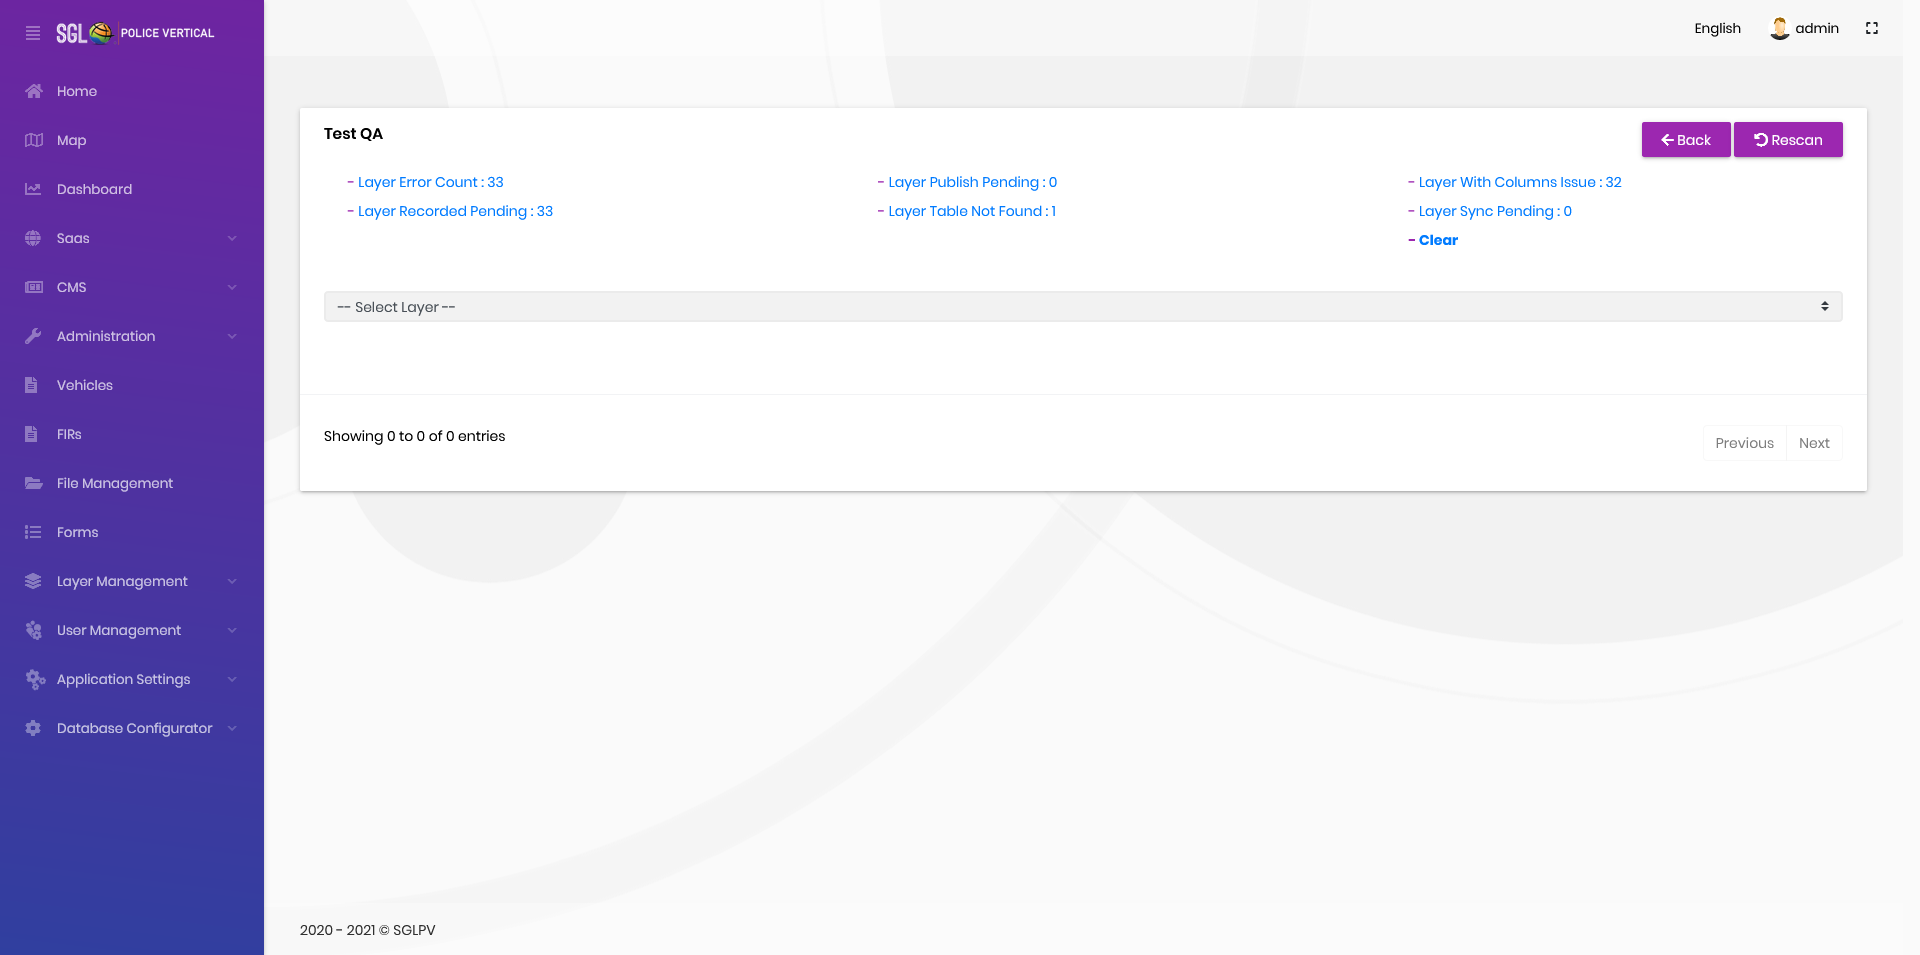 SGL POLICE VERTICAL
English
admin
Home
Map
Dashboard
Saas
CMS
Administration
Vehicles
FIRs
File Management
Forms
Layer Management
User Management
Application Settings
Database Configurator
Test QA
Back
Rescan
- Layer Error Count : 33
- Layer Publish Pending : 0
- Layer With Columns Issue : 32
- Layer Recorded Pending : 33
- Layer Table Not Found : 1
- Layer Sync Pending : 0
- Clear
-- Select Layer --
Showing 0 to 0 of 0 entries
Previous
Next
2020 - 2021 © SGLPV